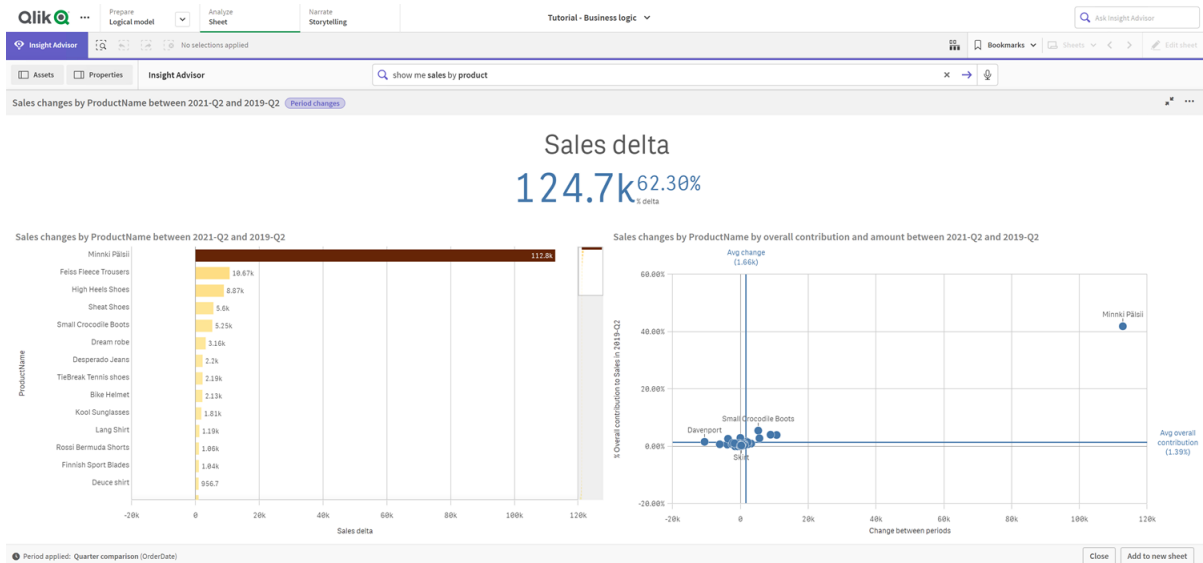 Qlik
Prepare
Logical model
Analyze
Sheet
Narrate
Storytelling
Tutorial - Business logic
Ask Insight Advisor
Insight Advisor
No selections applied
Bookmarks
Sheets
Edit sheet
Assets
Properties
Insight Advisor
show me sales by product
Sales changes by ProductName between 2021-Q2 and 2019-Q2
Period changes
Sales delta
124.7k
62.30%
% delta
Sales changes by ProductName between 2021-Q2 and 2019-Q2
ProductName
Minnki Pälsii
112.8k
Feiss Fleece Trousers
10.67k
High Heels Shoes
8.87k
Sheat Shoes
5.6k
Small Crocodile Boots
5.25k
Dream robe
3.16k
Desperado Jeans
2.2k
TieBreak Tennis shoes
2.19k
Bike Helmet
2.13k
Kool Sunglasses
1.81k
Lang Shirt
1.19k
Rossi Bermuda Shorts
1.06k
Finnish Sport Blades
1.04k
Deuce shirt
956.7
-20k 0 20k 40k 60k 80k 100k 120k
Sales delta
Sales changes by ProductName by overall contribution and amount between 2021-Q2 and 2019-Q2
Avg change
(1.66k)
% Overall contribution to Sales in 2019-Q2
60.00%
40.00%
20.00%
0.00%
-20.00%
Minnki Pälsii
Small Crocodile Boots
Davenport
Skirt
Avg overall
contribution
(1.39%)
-20k 0 20k 40k 60k 80k 100k 120k
Change between periods
Period applied: Quarter comparison (OrderDate)
Close
Add to new sheet